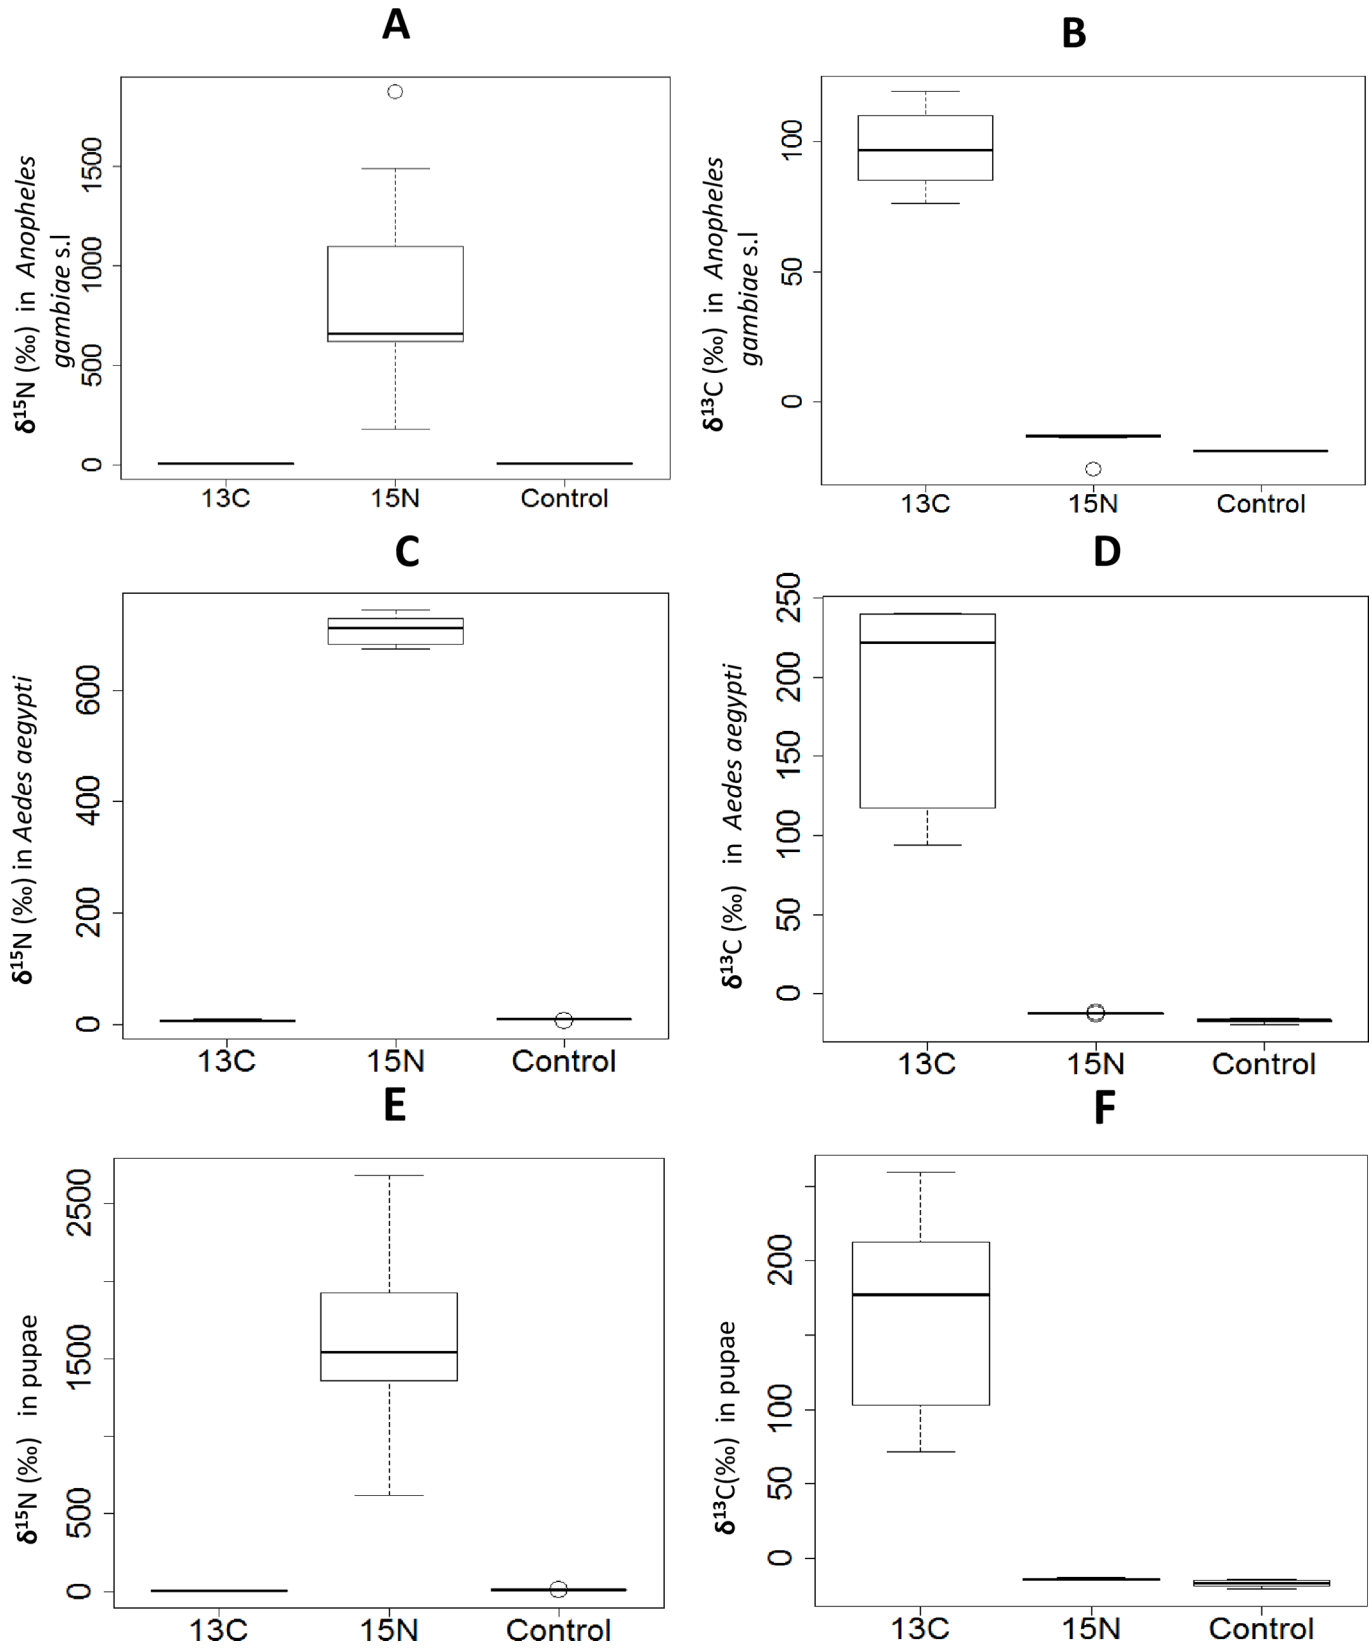 A
δ¹⁵N (‰) in Anopheles
gambiae s.l
1500
1000
500
0
13C 15N Control
B
δ¹³C (‰) in Anopheles
gambiae s.l
100
50
0
13C 15N Control
C
δ¹⁵N (‰) in Aedes aegypti
600
400
200
0
13C 15N Control
D
δ¹³C (‰) in Aedes aegypti
250
200
150
100
50
0
13C 15N Control
E
δ¹⁵N (‰) in pupae
2500
1500
500
0
13C 15N Control
F
δ¹³C(‰) in pupae
200
100
50
0
13C 15N Control